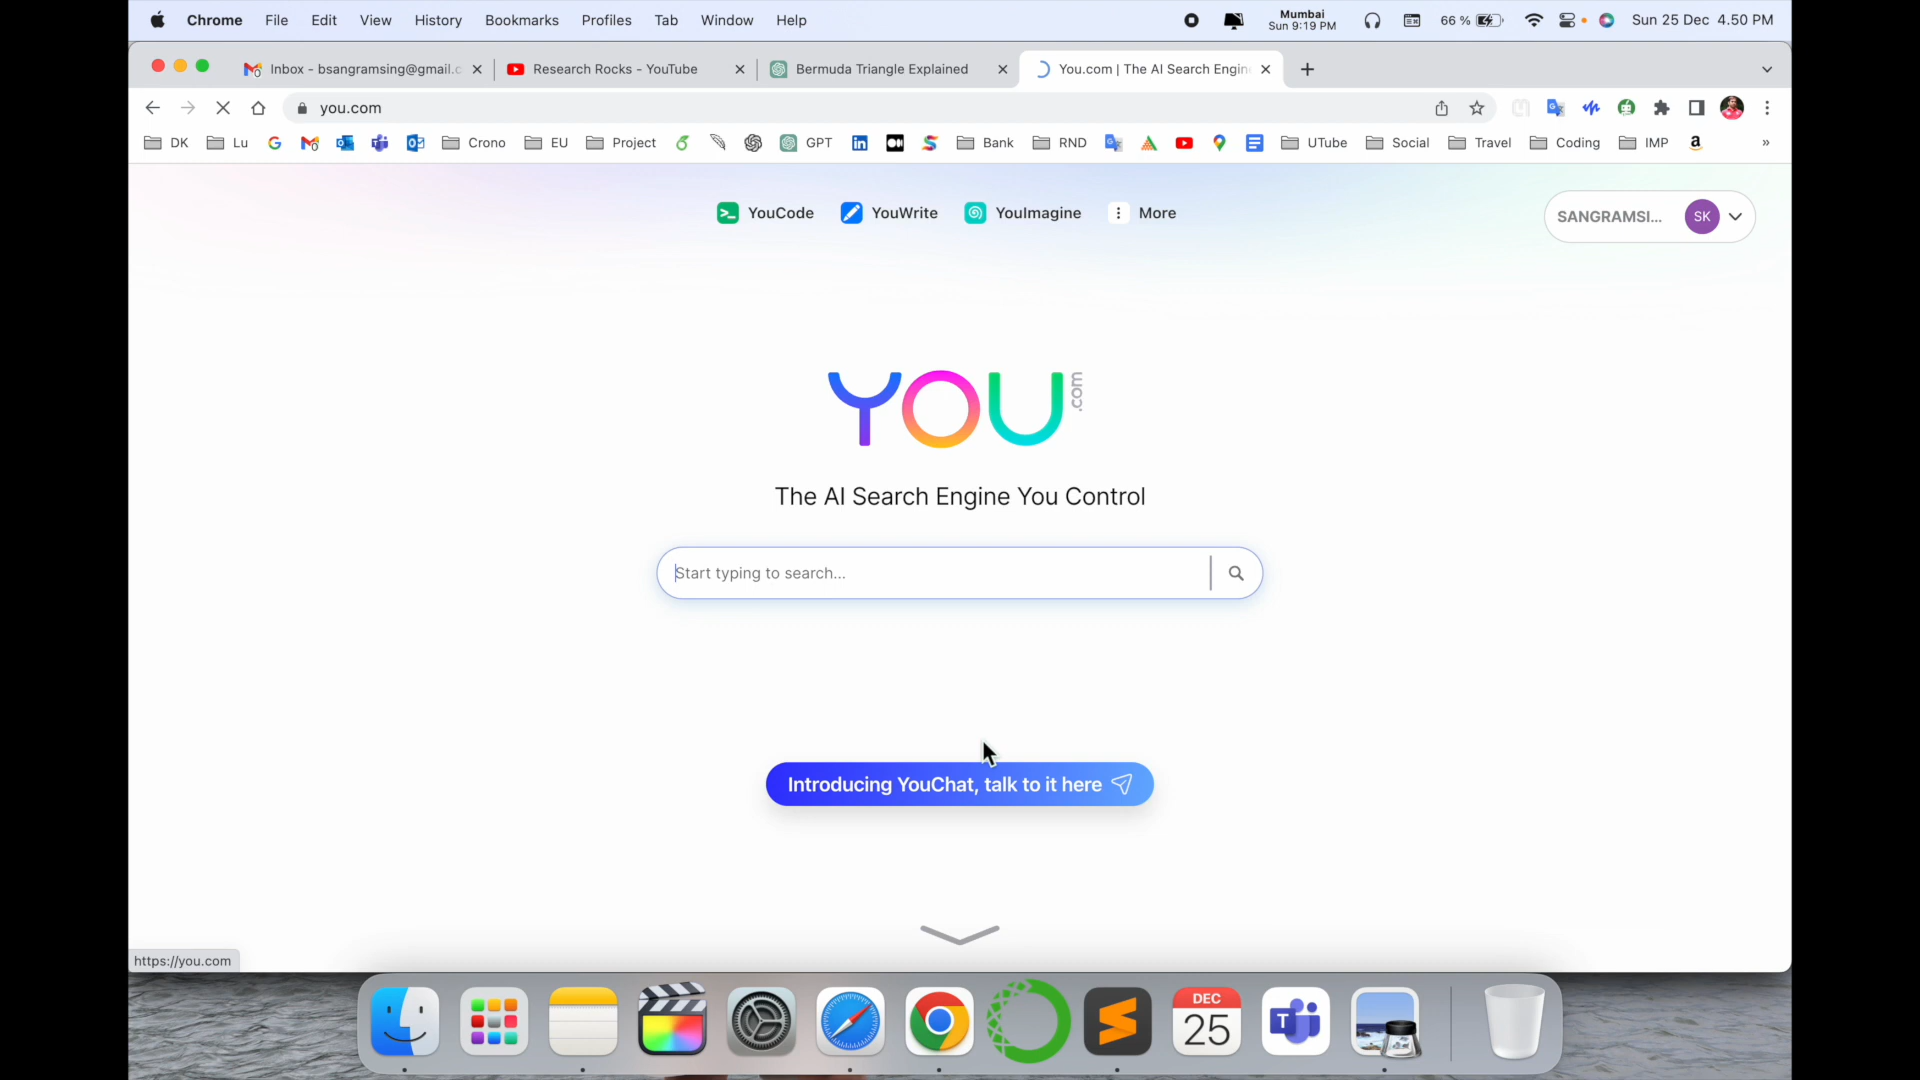 Chrome File Edit View History Bookmarks Profiles Tab Window Help Mumbai Sun 9:19 PM 66 % Sun 25 Dec 4.50 PM
Inbox - bsangramsing@gmail.c Research Rocks - YouTube Bermuda Triangle Explained You.com | The AI Search Engin
you.com
DK Lu Crono EU Project GPT Bank RND UTube Social Travel Coding IMP »
YouCode YouWrite YouImagine More SANGRAMSI... SK
YOU.com
The AI Search Engine You Control
Start typing to search...
Introducing YouChat, talk to it here
https://you.com
DEC
25